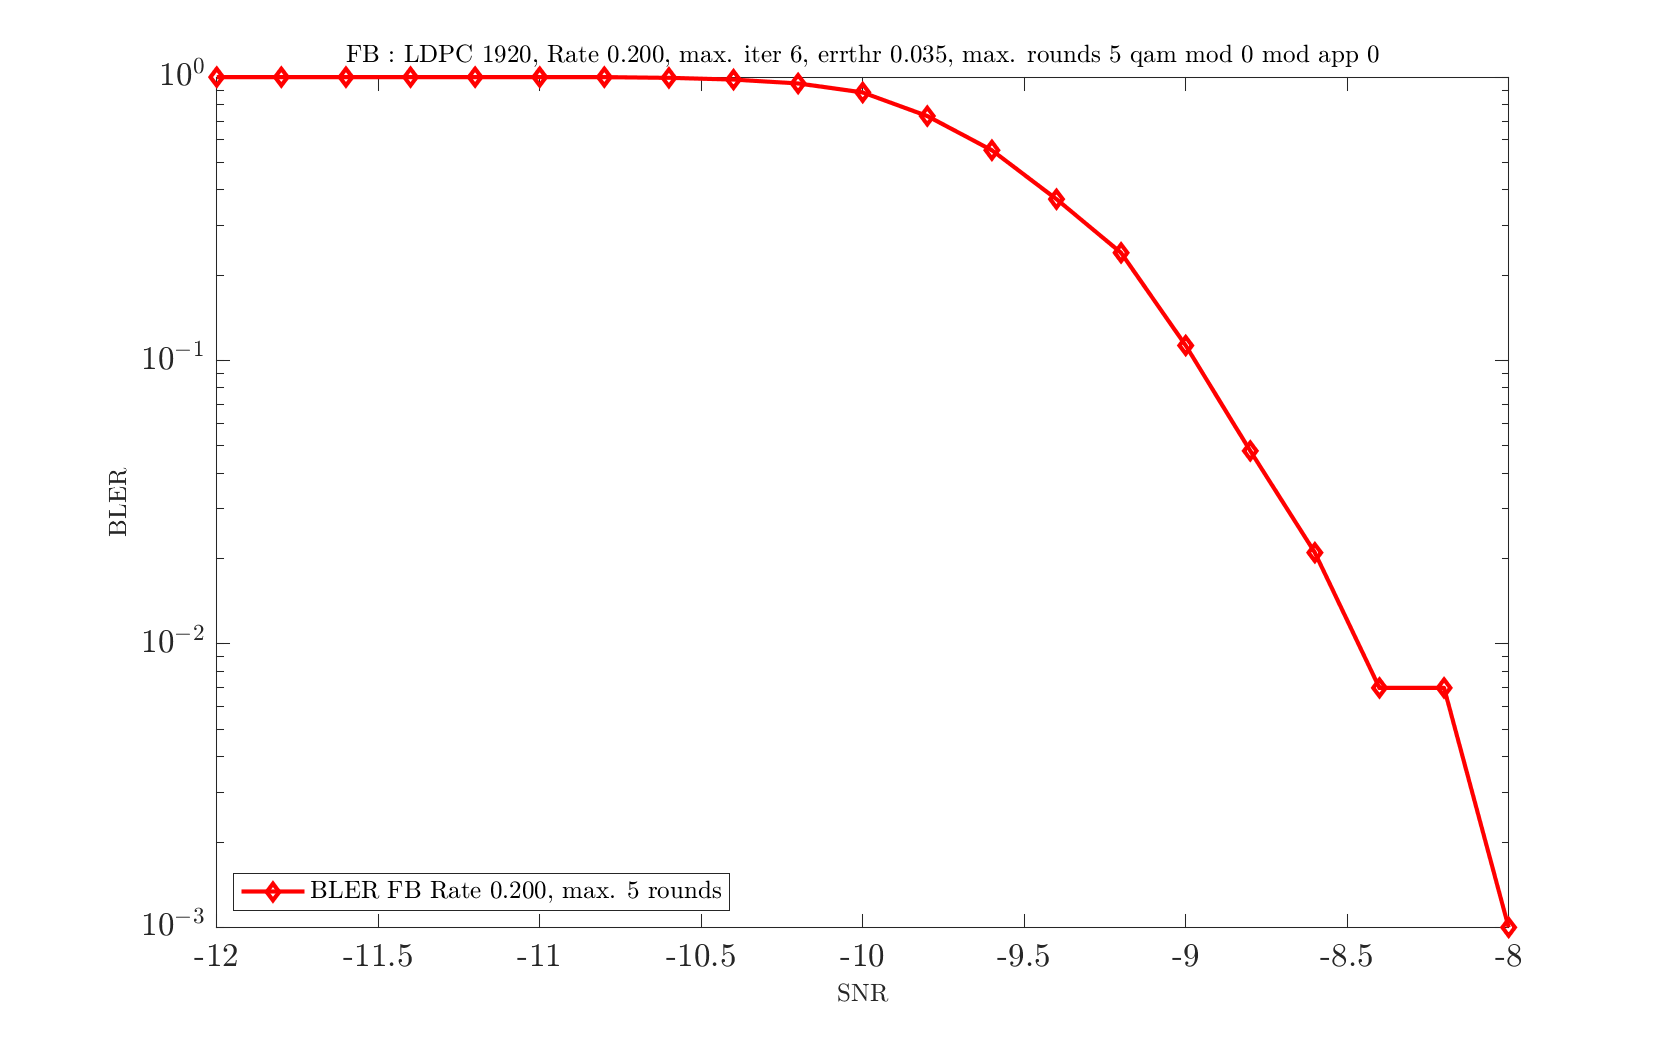 FB : LDPC 1920, Rate 0.200, max. iter 6, errthr 0.035, max. rounds 5 qam mod 0 mod app 0
10^0
10^−1
10^−2
10^−3
BLER
BLER FB Rate 0.200, max. 5 rounds
-12 -11.5 -11 -10.5 -10 -9.5 -9 -8.5 -8
SNR